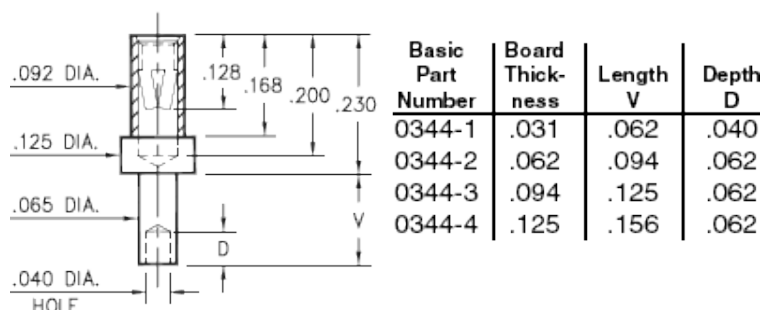 .092 DIA.
.125 DIA.
.065 DIA.
.040 DIA.
HOLE
.128
.168
.200
.230
V
D
Basic Part Number | Board Thick-ness | Length V | Depth D
0344-1 .031 .062 .040
0344-2 .062 .094 .062
0344-3 .094 .125 .062
0344-4 .125 .156 .062